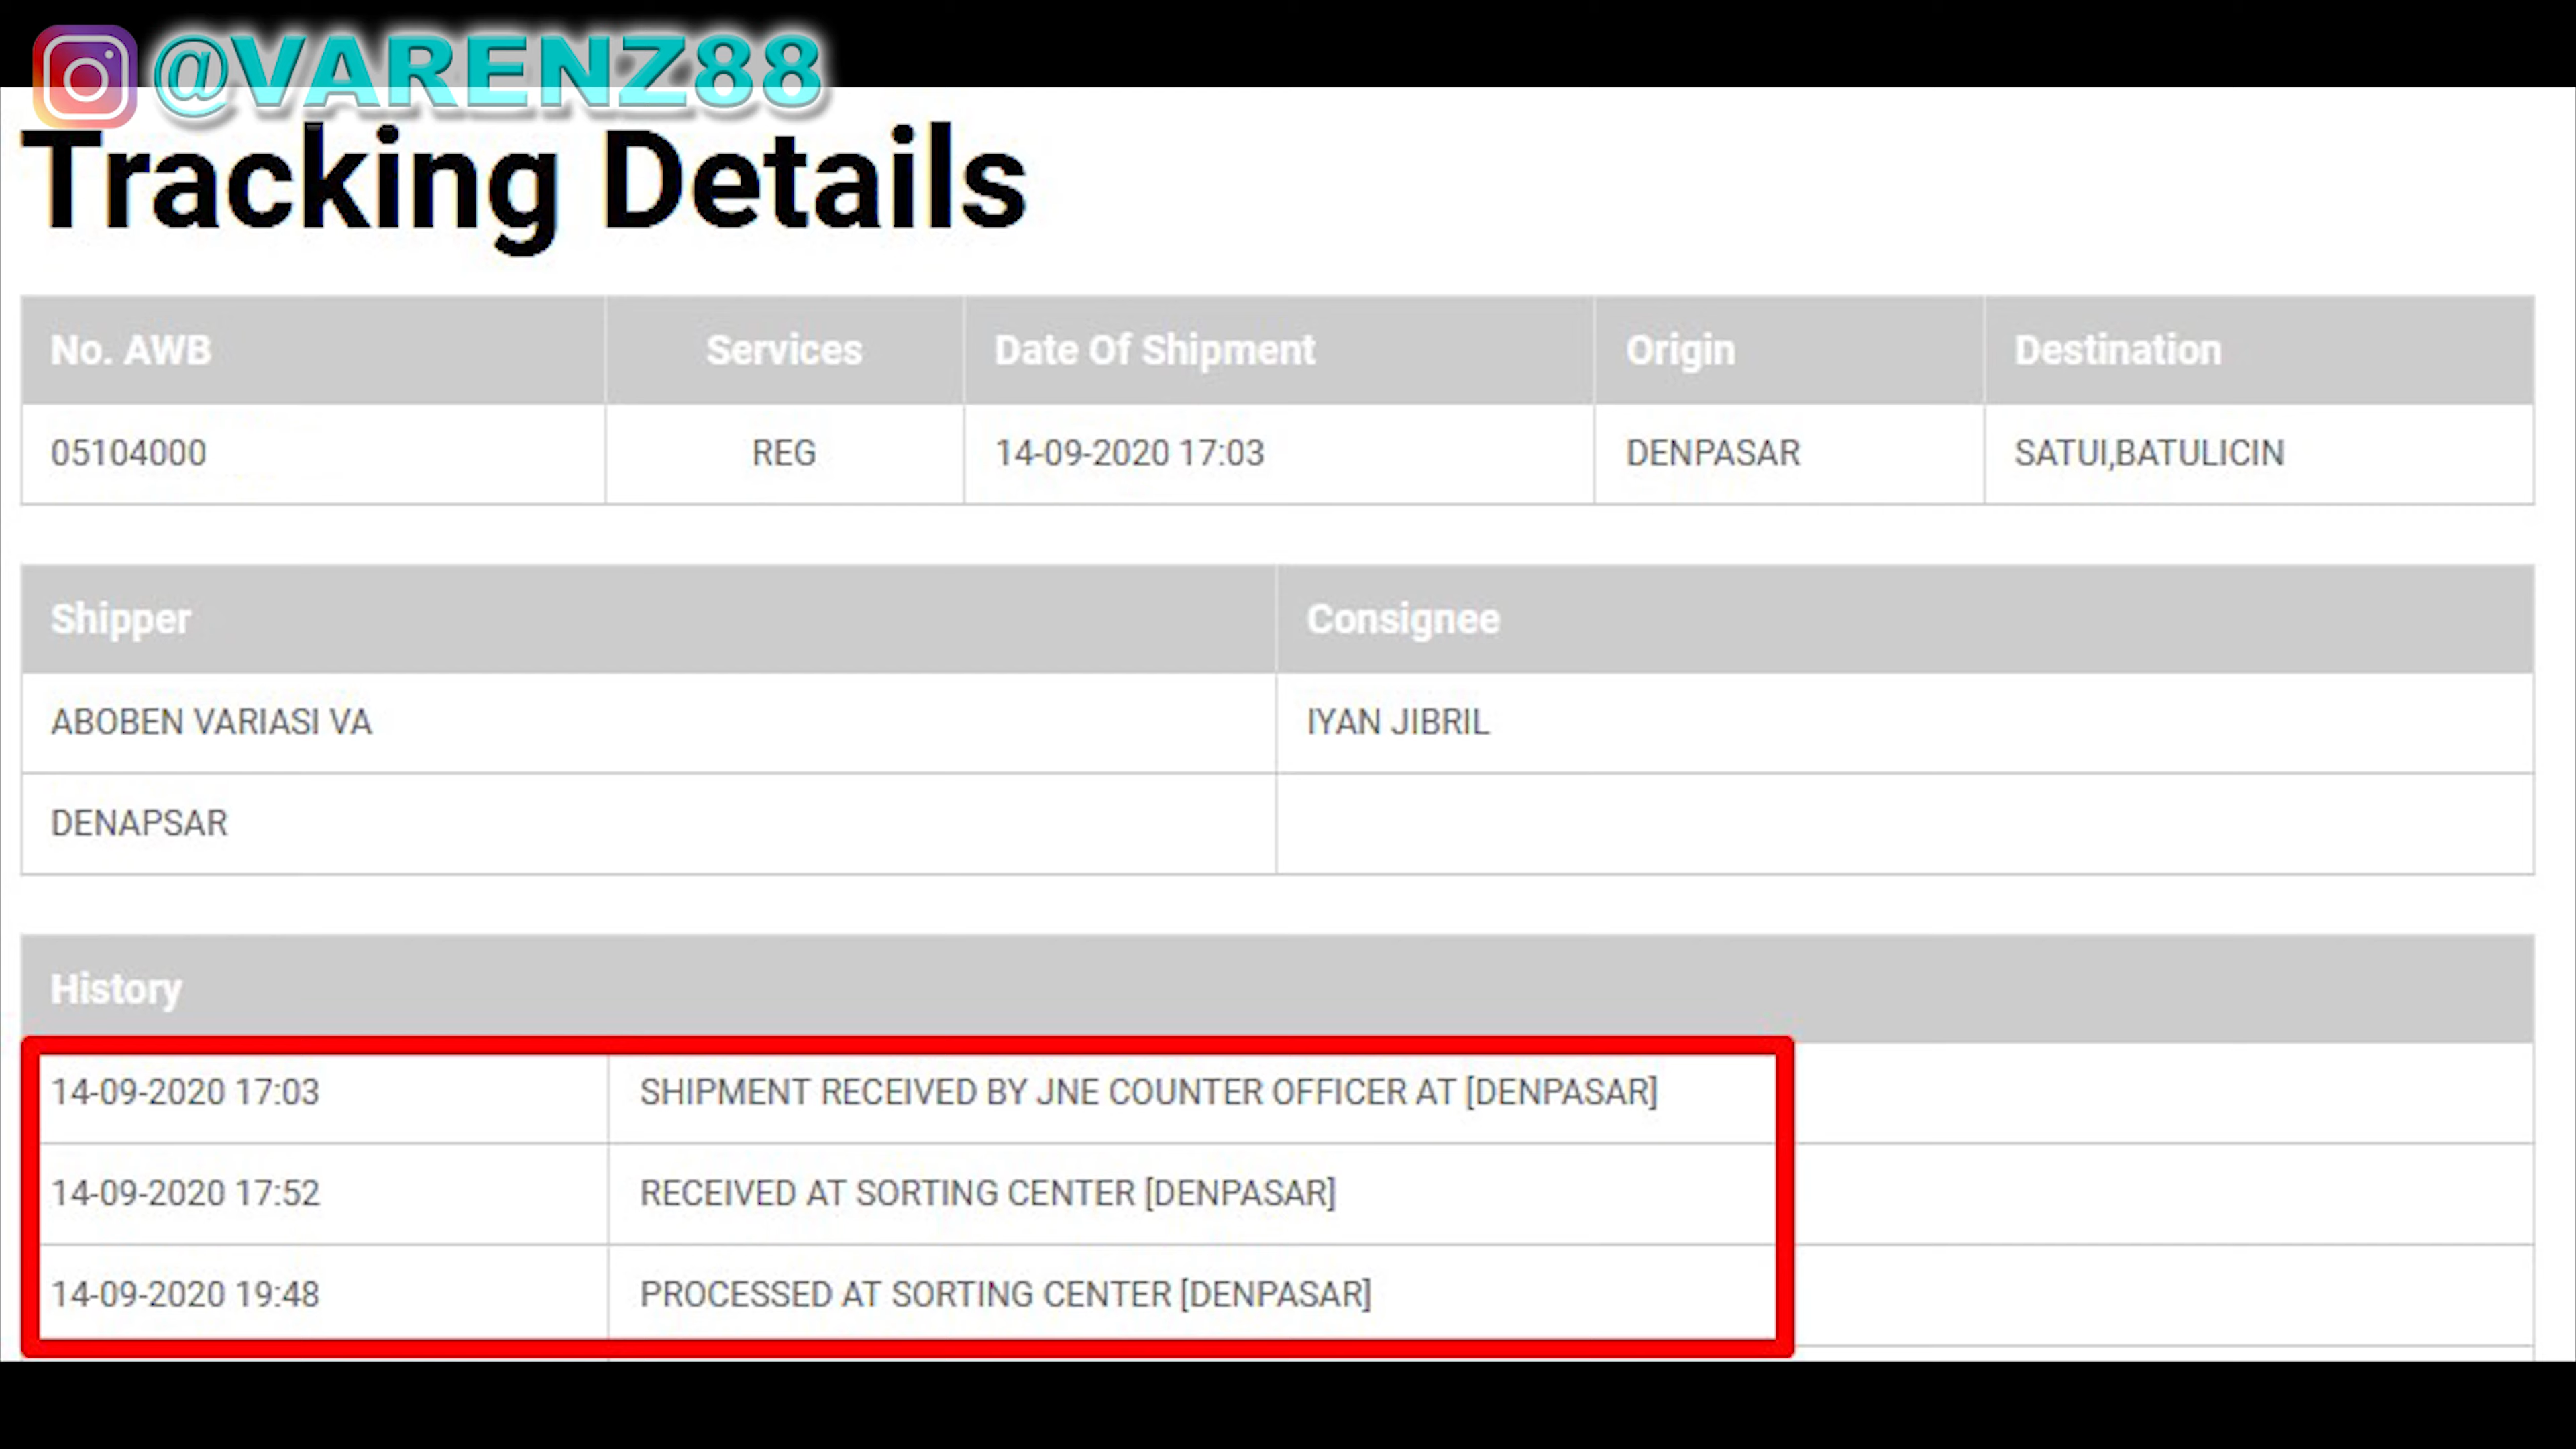 @VARENZ88
Tracking Details
No. AWB Services Date Of Shipment Origin Destination
05104000 REG 14-09-2020 17:03 DENPASAR SATUI,BATULICIN
Shipper Consignee
ABOBEN VARIASI VA IYAN JIBRIL
DENAPSAR
History
14-09-2020 17:03 SHIPMENT RECEIVED BY JNE COUNTER OFFICER AT [DENPASAR]
14-09-2020 17:52 RECEIVED AT SORTING CENTER [DENPASAR]
14-09-2020 19:48 PROCESSED AT SORTING CENTER [DENPASAR]